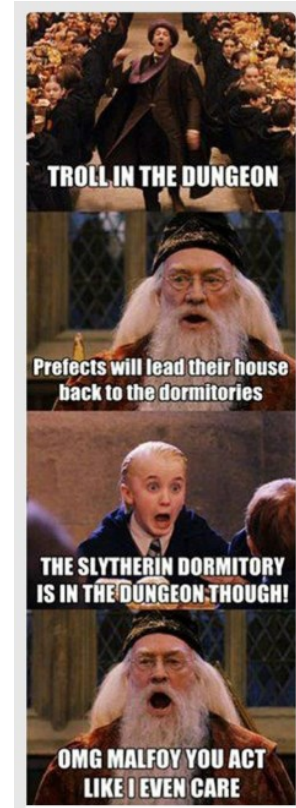 TROLL IN THE DUNGEON
Prefects will lead their house
back to the dormitories
THE SLYTHERIN DORMITORY
IS IN THE DUNGEON THOUGH!
OMG MALFOY YOU ACT
LIKE I EVEN CARE